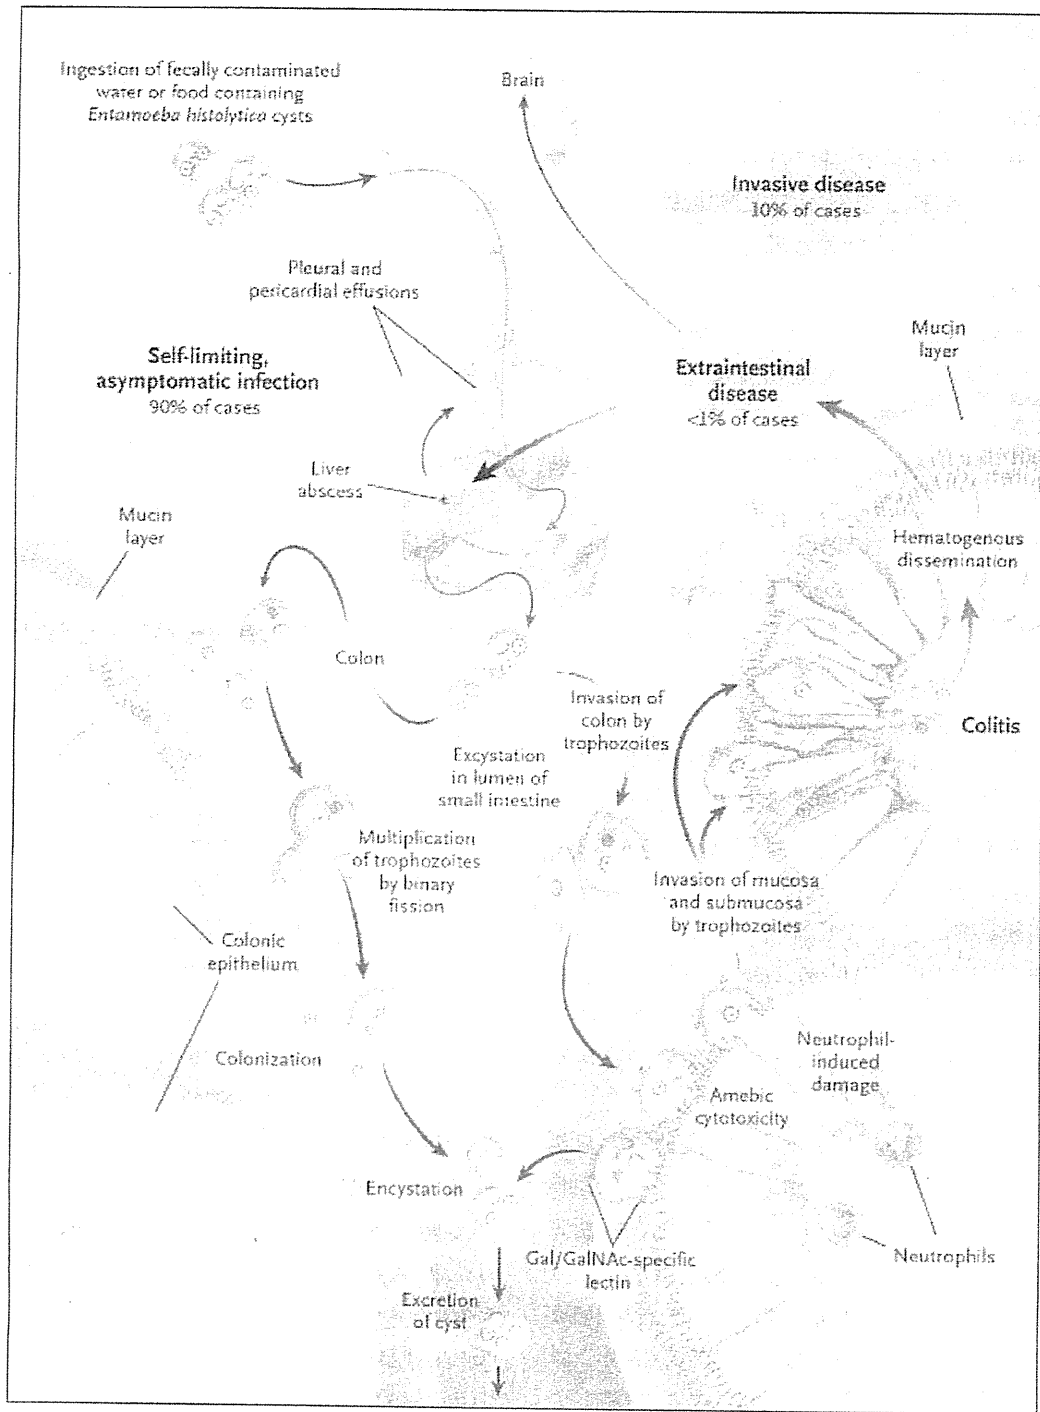 Ingestion of fecally contaminated
water or food containing
Entamoeba histolytica cysts
Brain
Invasive disease
10% of cases
Pleural and
pericardial effusions
Mucin
layer
Self-limiting,
asymptomatic infection
90% of cases
Extraintestinal
disease
<1% of cases
Liver
abscess
Mucin
layer
Hematogenous
dissemination
Colon
Invasion of
colon by
trophozoites
Colitis
Excystation
in lumen of
small intestine
Multiplication
of trophozoites
by binary
fission
Invasion of mucosa
and submucosa
by trophozoites
Colonic
epithelium
Colonization
Neutrophil-
induced
damage
Amebic
cytotoxicity
Encystation
Gal/GalNAc-specific
lectin
Neutrophils
Excretion
of cyst